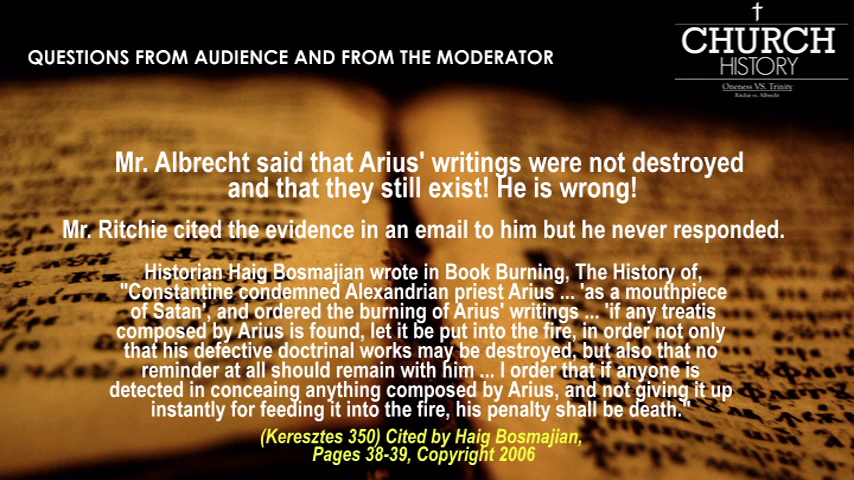 CHURCH
HISTORY
Oneness VS. Trinity
Ritchie vs. Albrecht
QUESTIONS FROM AUDIENCE AND FROM THE MODERATOR
Mr. Albrecht said that Arius' writings were not destroyed
and that they still exist! He is wrong!
Mr. Ritchie cited the evidence in an email to him but he never responded.
Historian Haig Bosmajian wrote in Book Burning, The History of,
"Constantine condemned Alexandrian priest Arius ... 'as a mouthpiece
of Satan', and ordered the burning of Arius' writings ... 'if any treatis
composed by Arius is found, let it be put into the fire, in order not only
that his defective doctrinal works may be destroyed, but also that no
reminder at all should remain with him ... I order that if anyone is
detected in conceaing anything composed by Arius, and not giving it up
instantly for feeding it into the fire, his penalty shall be death."
(Keresztes 350) Cited by Haig Bosmajian,
Pages 38-39, Copyright 2006